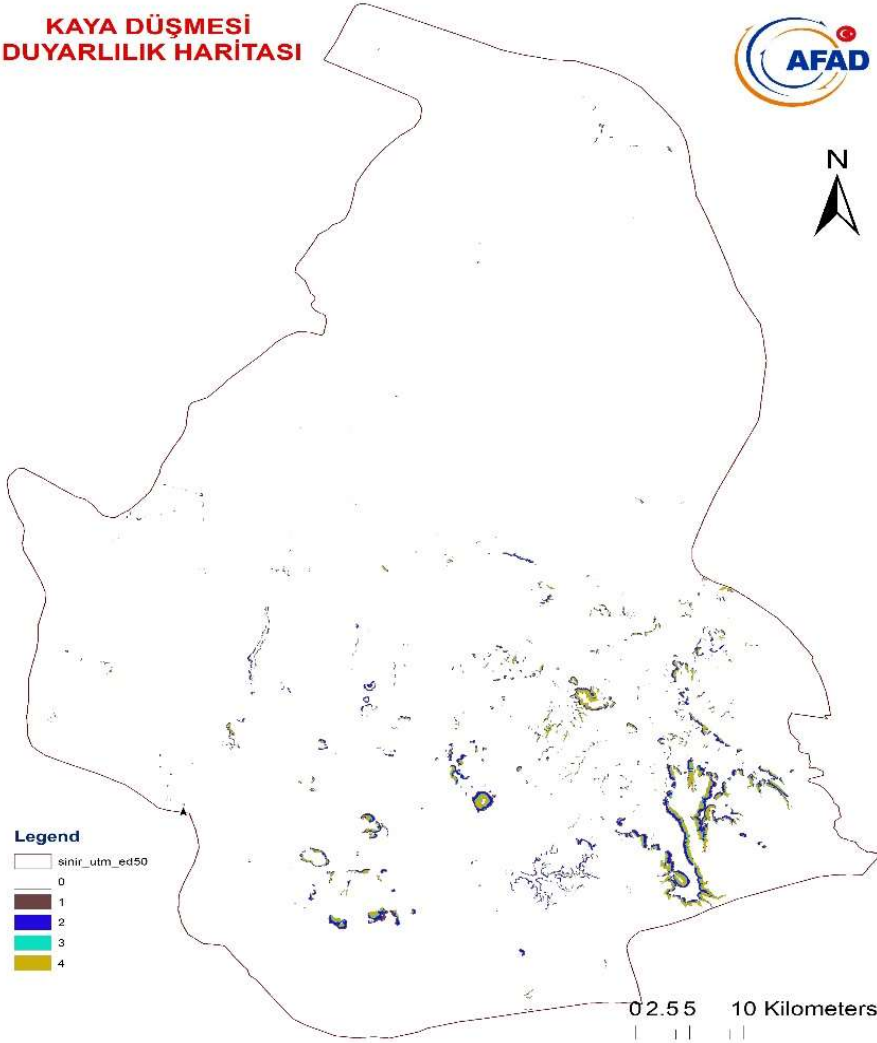 KAYA DÜŞMESİ
DUYARLILIK HARİTASI
AFAD
N
Legend
sinir_utm_ed50
0
1
2
3
4
0 2.5 5 10 Kilometers